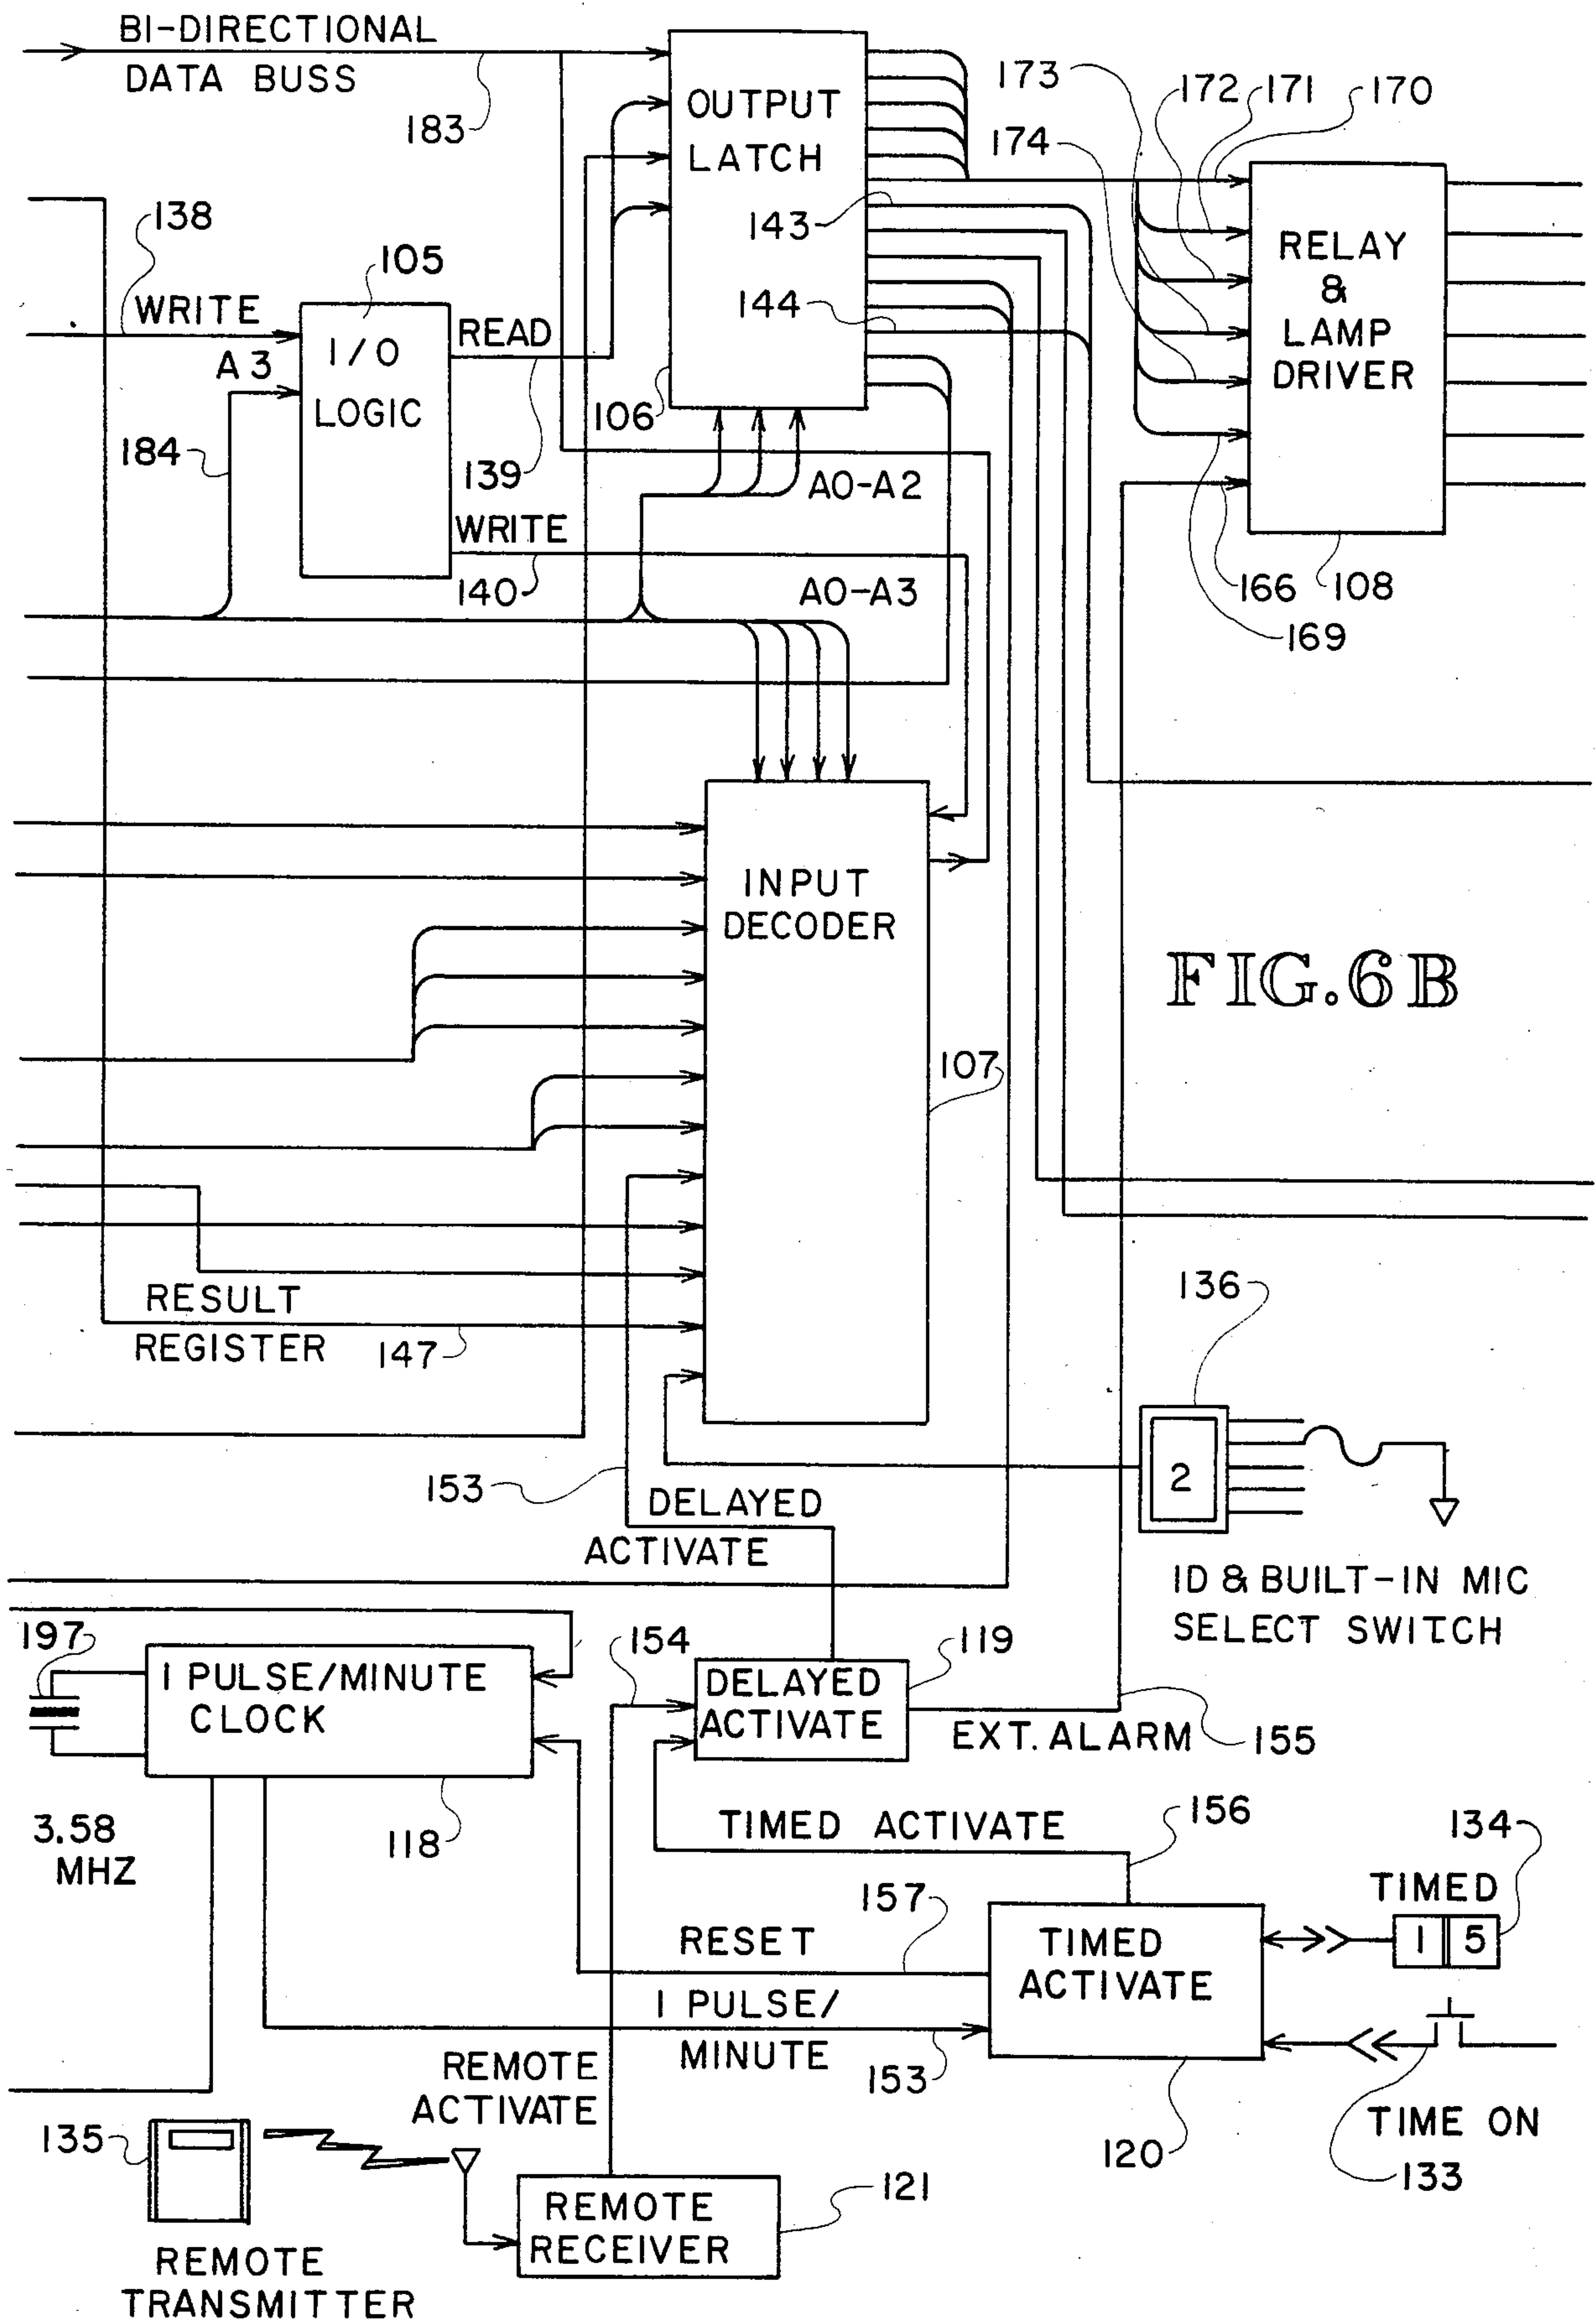 BI-DIRECTIONAL
DATA BUSS
183
OUTPUT
LATCH
173
172
171
170
174
138
105
143
RELAY
&
LAMP
DRIVER
WRITE
A3
I/O
LOGIC
READ
144
184
139
106
A0-A2
WRITE
140
A0-A3
166
108
169
INPUT
DECODER
FIG. 6B
107
136
RESULT
REGISTER
147
2
153
DELAYED
ACTIVATE
ID & BUILT-IN MIC
SELECT SWITCH
197
1 PULSE/MINUTE
CLOCK
154
119
DELAYED
ACTIVATE
EXT. ALARM
155
3.58
MHZ
118
TIMED ACTIVATE
156
134
TIMED
1 5
157
RESET
TIMED
ACTIVATE
1 PULSE/
MINUTE
153
REMOTE
ACTIVATE
120
TIME ON
133
135
121
REMOTE
RECEIVER
REMOTE
TRANSMITTER